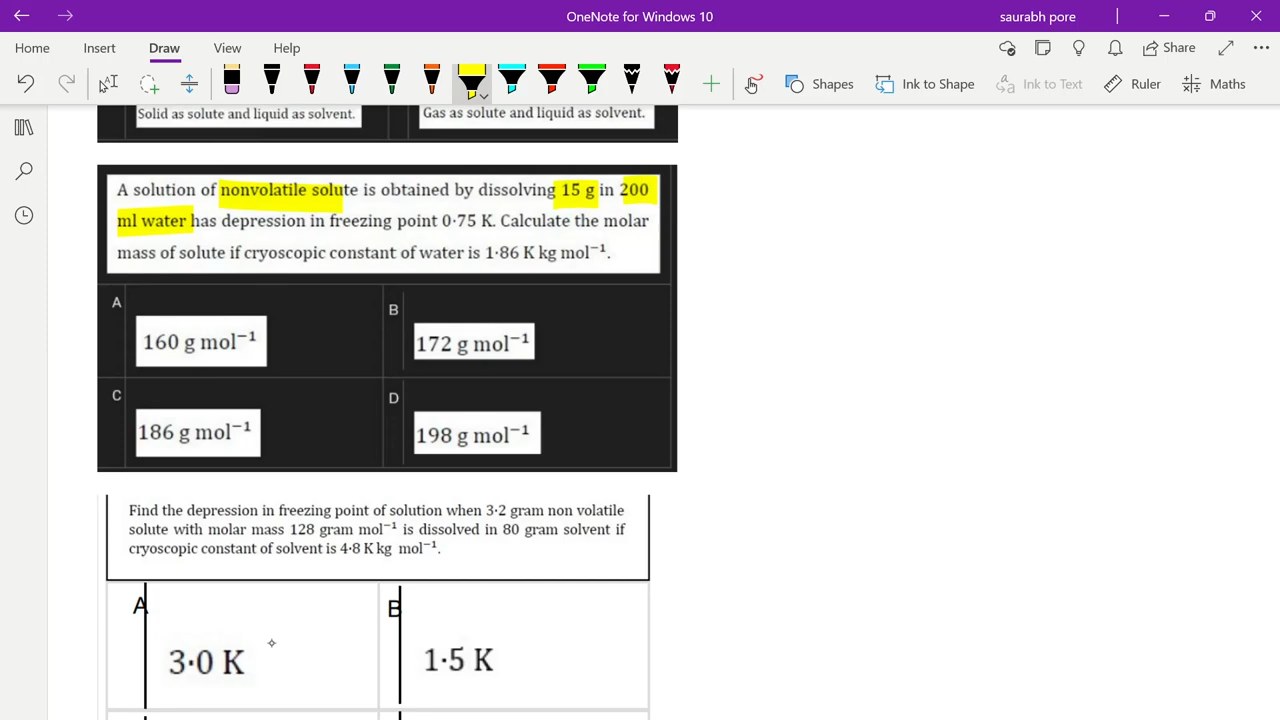 OneNote for Windows 10
saurabh pore
Home
Insert
Draw
View
Help
Share
Shapes
Ink to Shape
Ink to Text
Ruler
Maths
Solid as solute and liquid as solvent.
Gas as solute and liquid as solvent.
A solution of nonvolatile solute is obtained by dissolving 15 g in 200
ml water has depression in freezing point 0·75 K. Calculate the molar
mass of solute if cryoscopic constant of water is 1·86 K kg mol⁻¹.
A
160 g mol⁻¹
B
172 g mol⁻¹
C
186 g mol⁻¹
D
198 g mol⁻¹
Find the depression in freezing point of solution when 3·2 gram non volatile
solute with molar mass 128 gram mol⁻¹ is dissolved in 80 gram solvent if
cryoscopic constant of solvent is 4·8 K kg mol⁻¹.
A
3·0 K
B
1·5 K